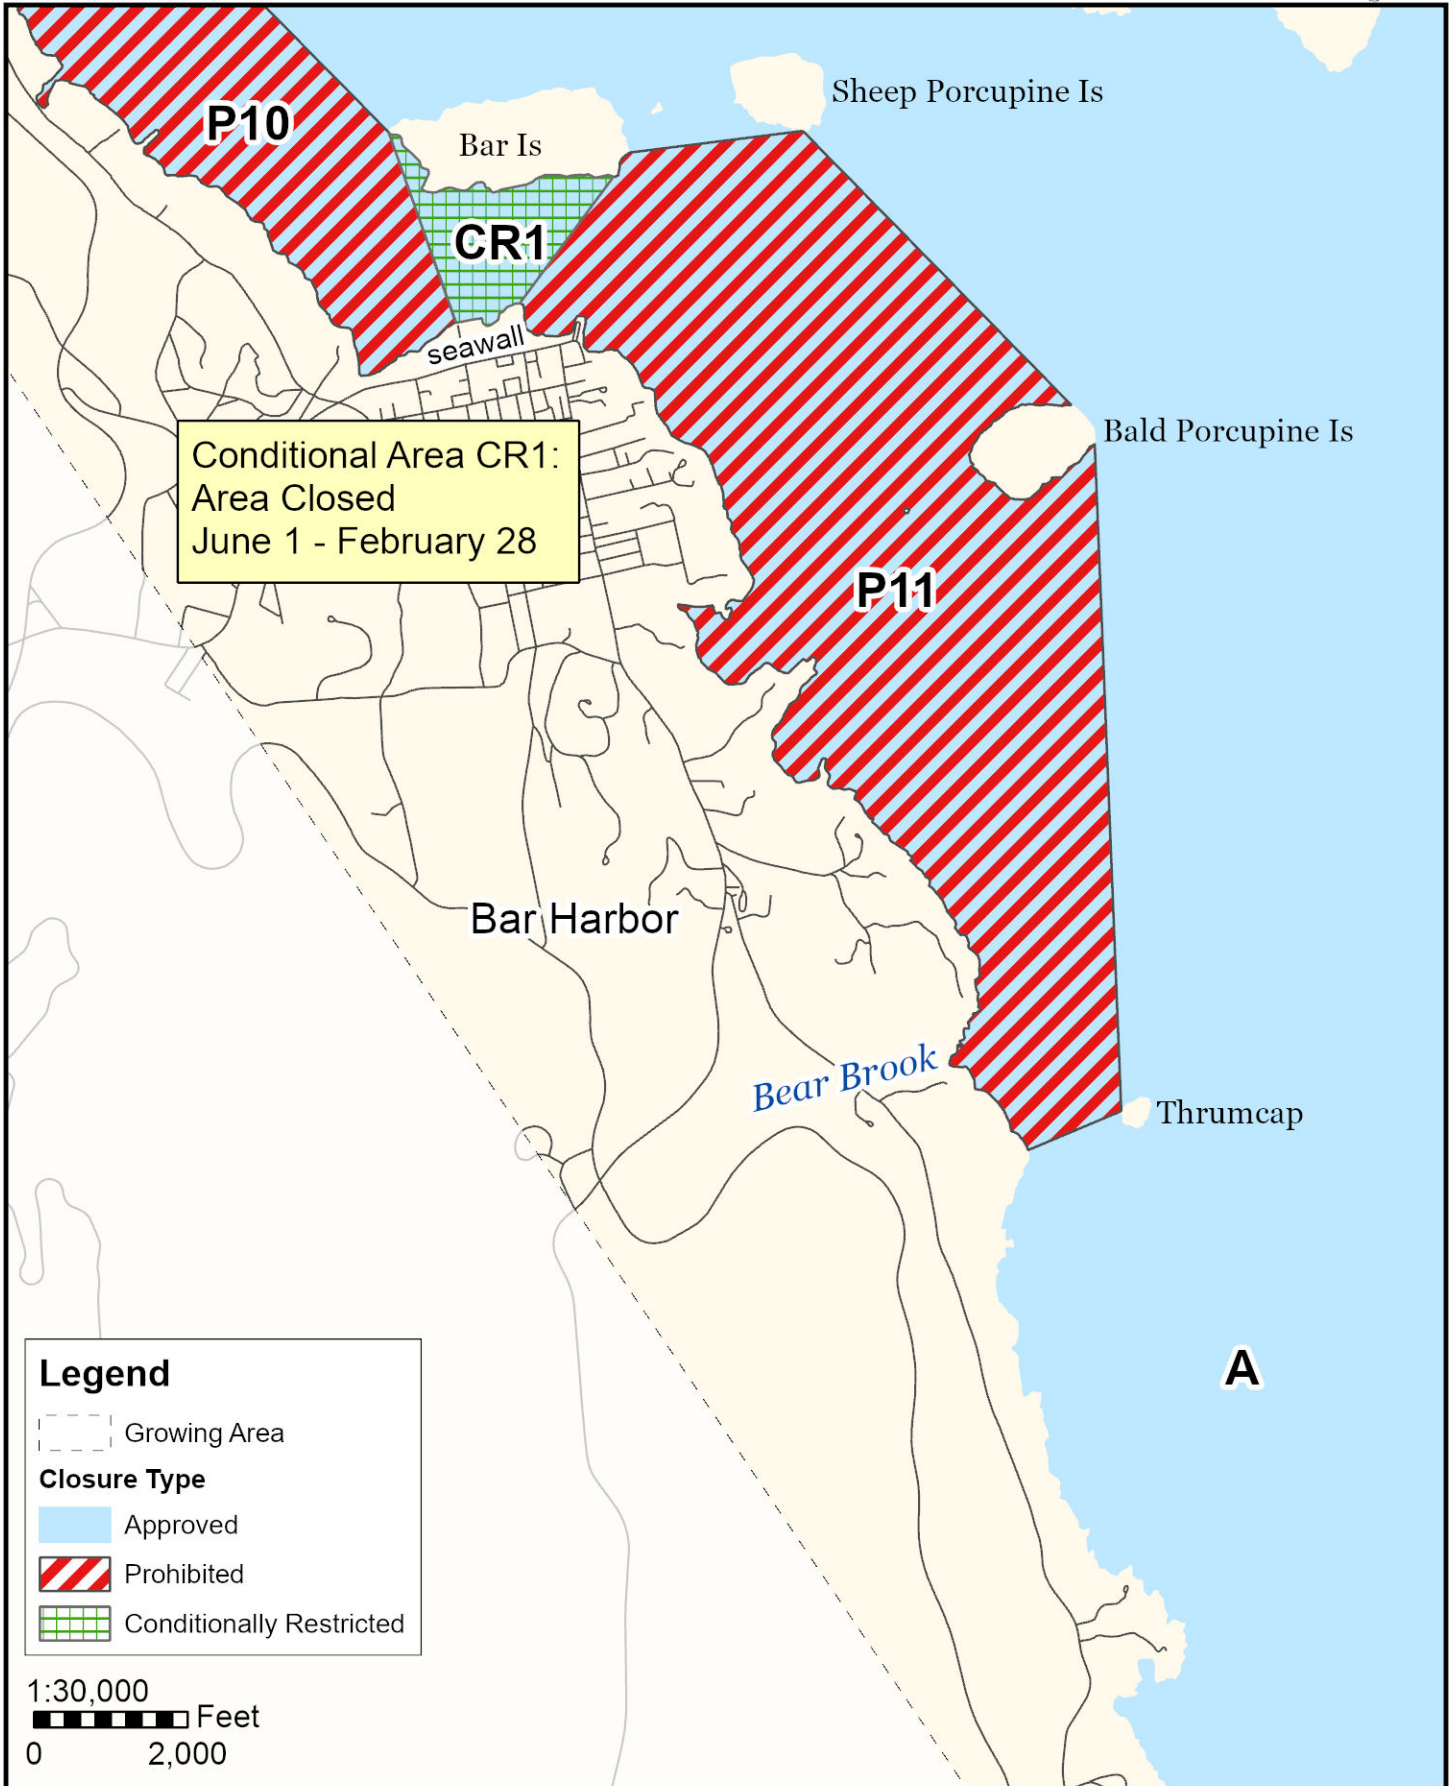 Sheep Porcupine Is
P10
Bar Is
CR1
seawall
Bald Porcupine Is
Conditional Area CR1:
Area Closed
June 1 - February 28
P11
Bar Harbor
Bear Brook
Thrumcap
A
Legend
Growing Area
Closure Type
Approved
Prohibited
Conditionally Restricted
1:30,000
Feet
0 2,000